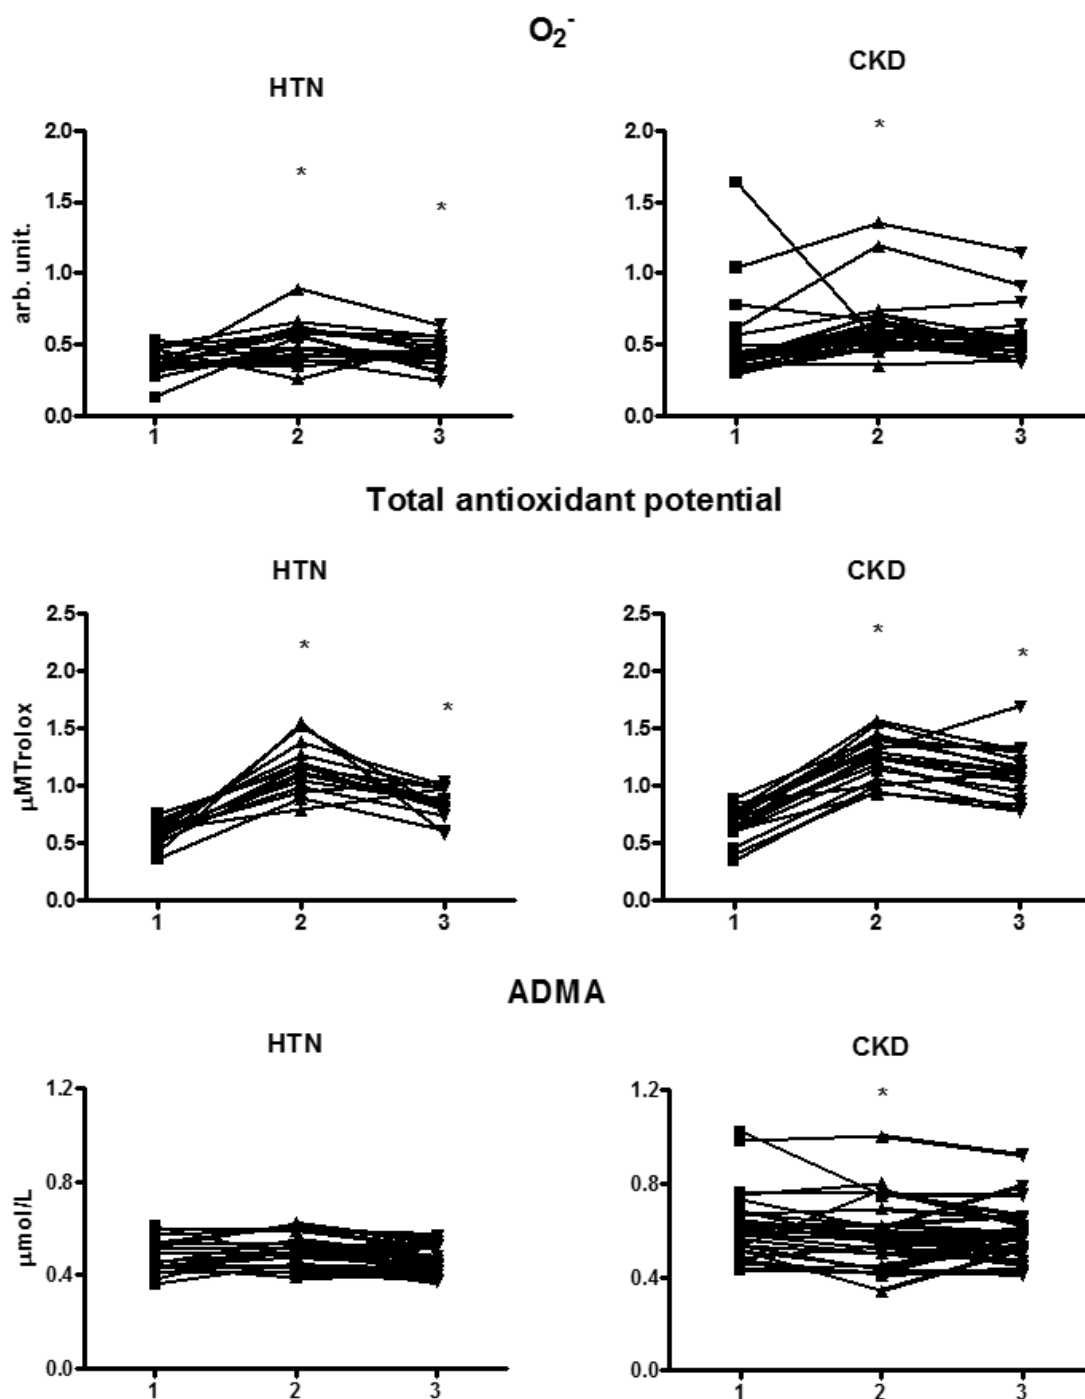 O₂⁻
HTN
CKD
*
*
*
2.0
1.5
1.0
0.5
0.0
arb. unit.
1 2 3
2.0
1.5
1.0
0.5
0.0
1 2 3
Total antioxidant potential
HTN
CKD
*
*
*
*
2.5
2.0
1.5
1.0
0.5
0.0
µMTrolox
1 2 3
2.5
2.0
1.5
1.0
0.5
0.0
1 2 3
ADMA
HTN
CKD
*
1.2
0.8
0.4
0.0
µmol/L
1 2 3
1.2
0.8
0.4
0.0
1 2 3